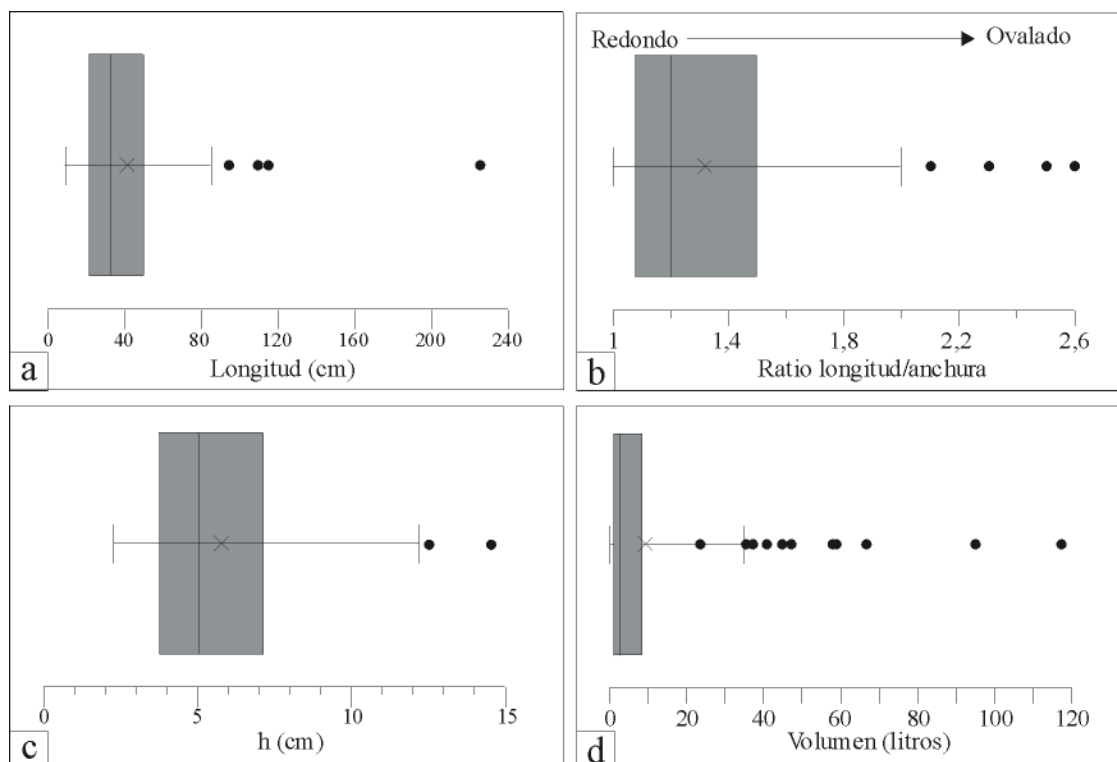 0 40 80 120 160 200 240
Longitud (cm)
a
Redondo Ovalado
1 1,4 1,8 2,2 2,6
Ratio longitud/anchura
b
0 5 10 15
h (cm)
c
0 20 40 60 80 100 120
Volumen (litros)
d